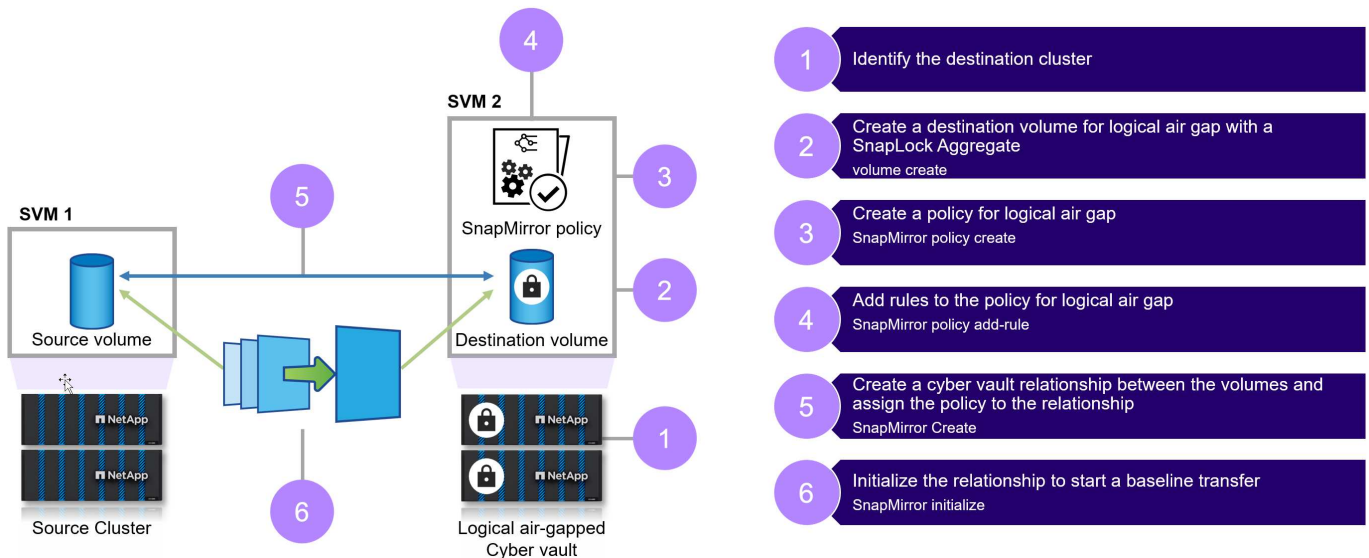 4
SVM 2
3
5
SVM 1
SnapMirror policy
2
Source volume
Destination volume
NetApp
NetApp
NetApp
NetApp
1
6
Source Cluster
Logical air-gapped
Cyber vault
1
Identify the destination cluster
2
Create a destination volume for logical air gap with a
SnapLock Aggregate
volume create
3
Create a policy for logical air gap
SnapMirror policy create
4
Add rules to the policy for logical air gap
SnapMirror policy add-rule
5
Create a cyber vault relationship between the volumes and
assign the policy to the relationship
SnapMirror Create
6
Initialize the relationship to start a baseline transfer
SnapMirror initialize